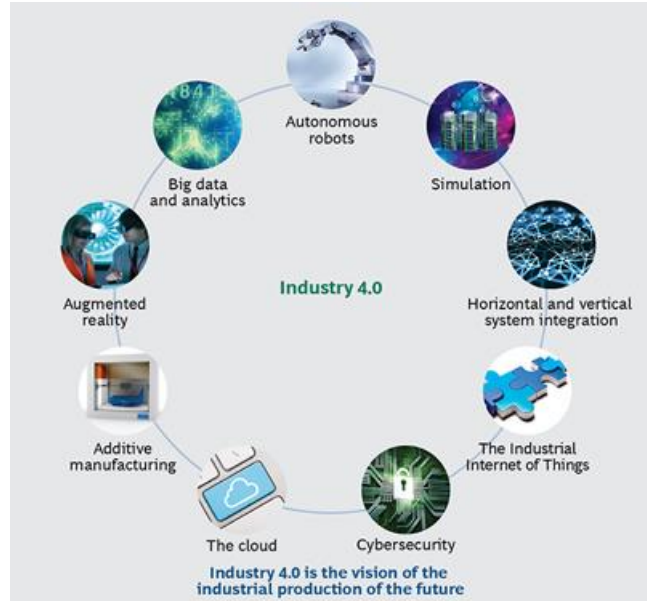 Autonomous
robots
Simulation
Horizontal and vertical
system integration
The Industrial
Internet of Things
Cybersecurity
The cloud
Additive
manufacturing
Augmented
reality
Big data
and analytics
Industry 4.0
Industry 4.0 is the vision of the
industrial production of the future